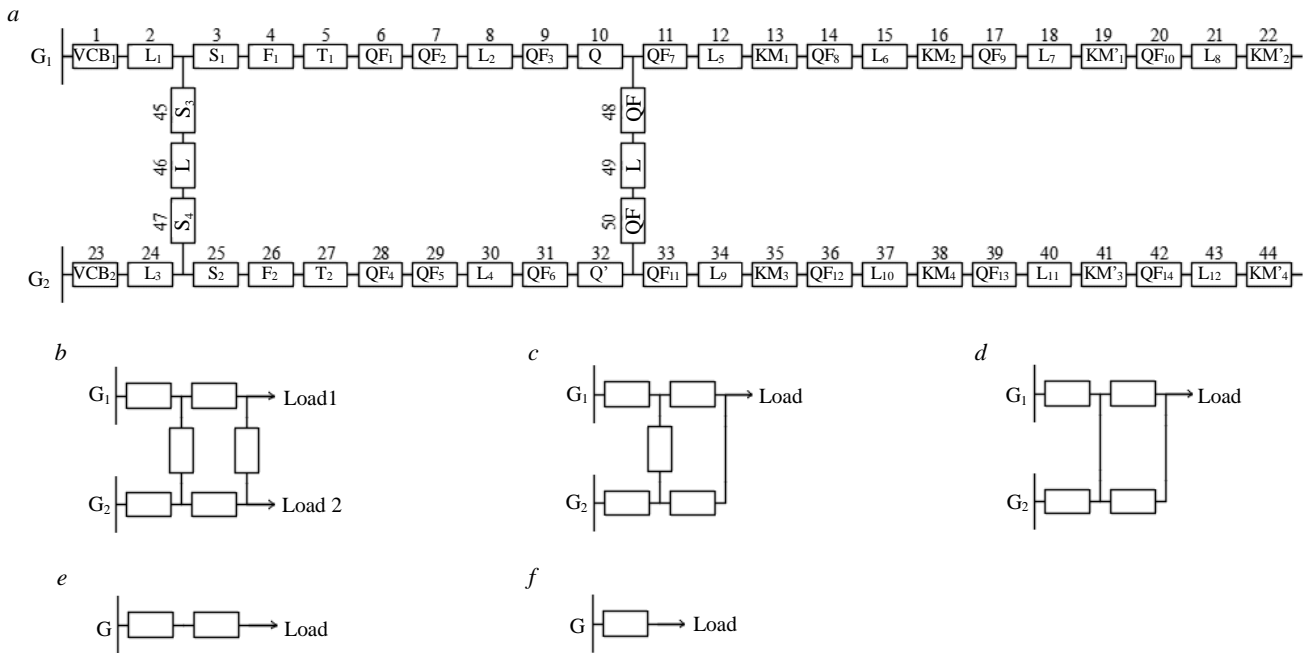 a
1 2 3 4 5 6 7 8 9 10 11 12 13 14 15 16 17 18 19 20 21 22
G₁ VCB₁ L₁ S₁ F₁ T₁ QF₁ QF₂ L₂ QF₃ Q QF₇ L₅ KM₁ QF₈ L₆ KM₂ QF₉ L₇ KM'₁ QF₁₀ L₈ KM'₂
45 S₃ 48 QF
46 L 49 L
47 S₄ 50 QF
23 24 25 26 27 28 29 30 31 32 33 34 35 36 37 38 39 40 41 42 43 44
G₂ VCB₂ L₃ S₂ F₂ T₂ QF₄ QF₅ L₄ QF₆ Q' QF₁₁ L₉ KM₃ QF₁₂ L₁₀ KM₄ QF₁₃ L₁₁ KM'₃ QF₁₄ L₁₂ KM'₄
b
G₁ Load1
G₂ Load 2
c
G₁ Load
G₂
d
G₁ Load
G₂
e
G Load
f
G Load